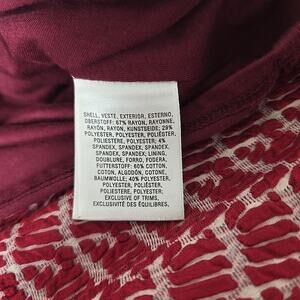 SHELL, VESTE, EXTERIOR, ESTERNO,
OBERSTOFF: 67% RAYON, RAYONNE,
RAYÓN, RAYON, KUNSTSEIDE; 29%
POLYESTER, POLYESTER, POLIÉSTER,
POLIESTERE, POLYESTER; 4%
SPANDEX, SPANDEX, SPANDEX,
SPANDEX, SPANDEX; LINING,
DOUBLURE, FORRO, FODERA,
FUTTERSTOFF: 60% COTTON,
COTON, ALGODÓN, COTONE,
BAUMWOLLE; 40% POLYESTER,
POLYESTER, POLIÉSTER,
POLIESTERE, POLYESTER;
EXCLUSIVE OF TRIMS,
EXCLUSIVITÉ DES ÉQUILIBRES,